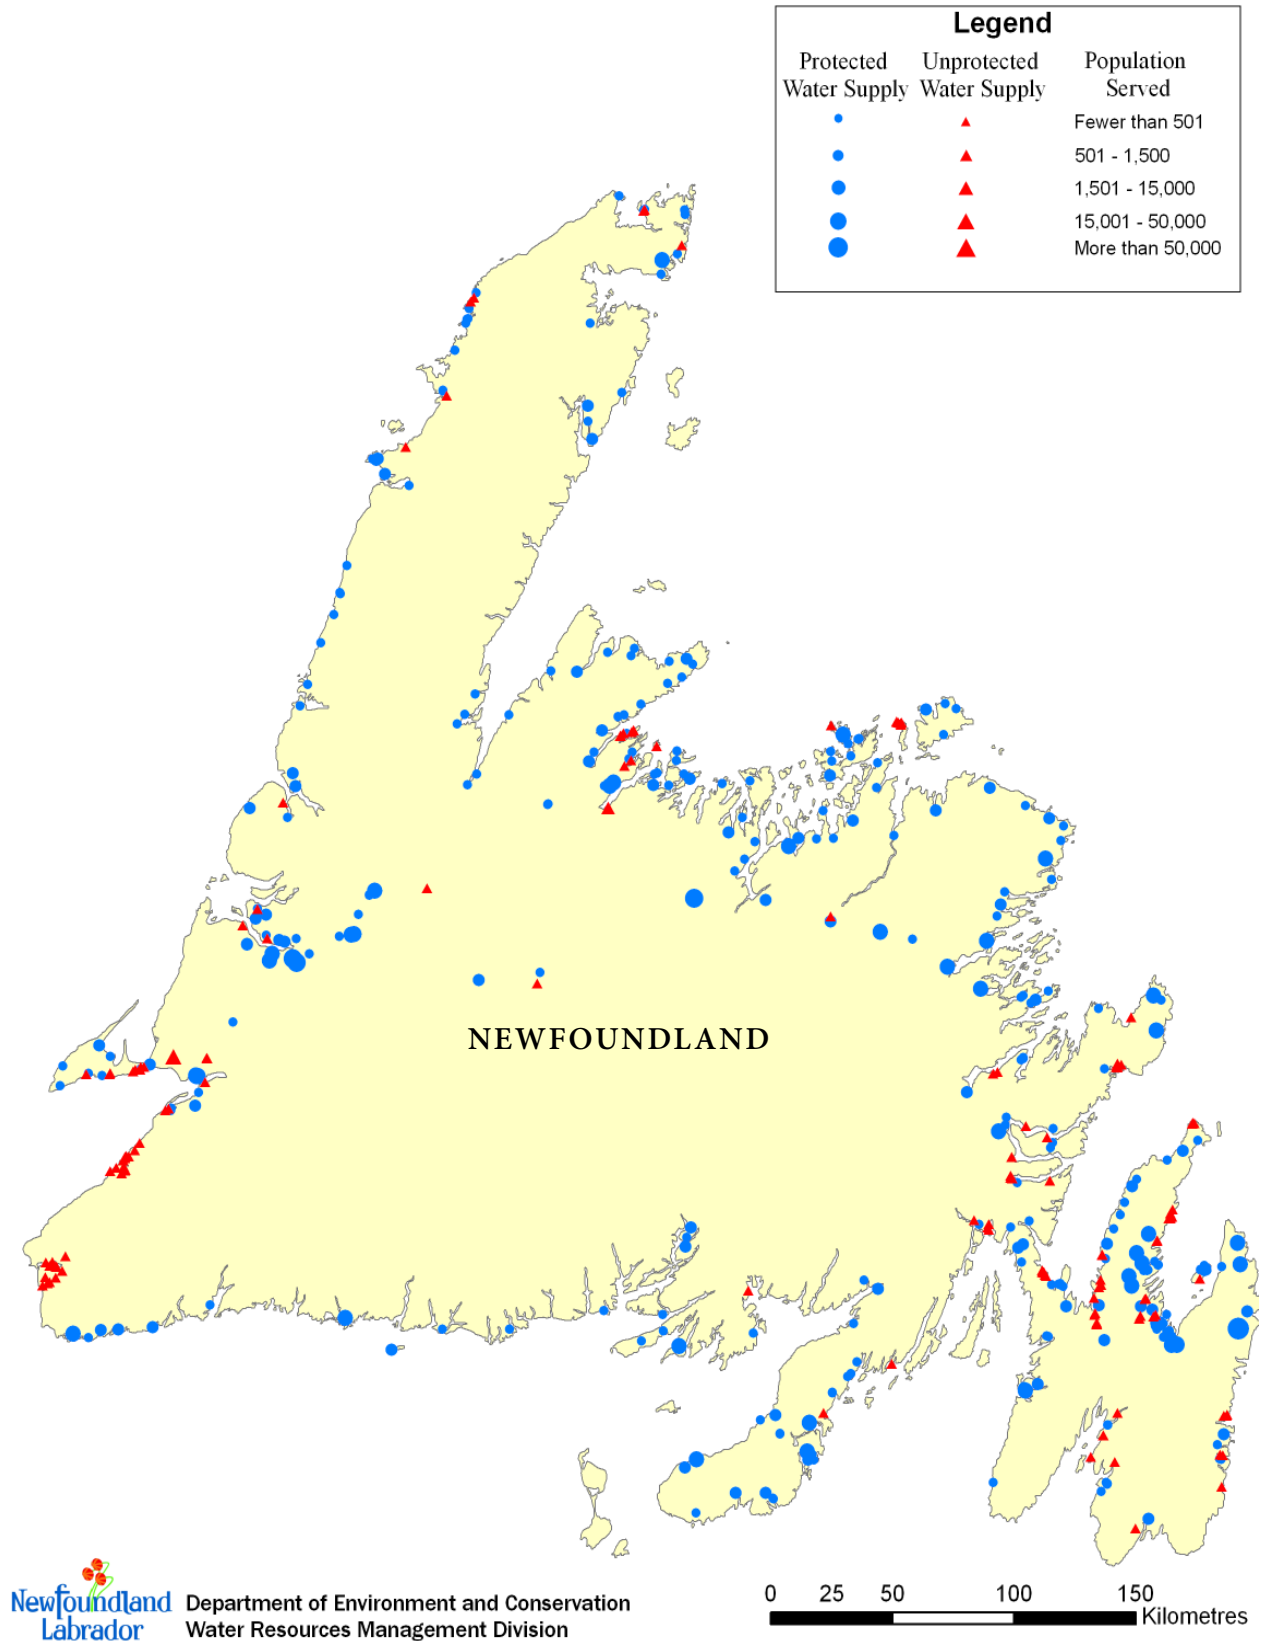 Legend
Protected Unprotected Population
Water Supply Water Supply Served
Fewer than 501
501 - 1,500
1,501 - 15,000
15,001 - 50,000
More than 50,000
NEWFOUNDLAND
Newfoundland
Labrador
Department of Environment and Conservation
Water Resources Management Division
0 25 50 100 150
Kilometres